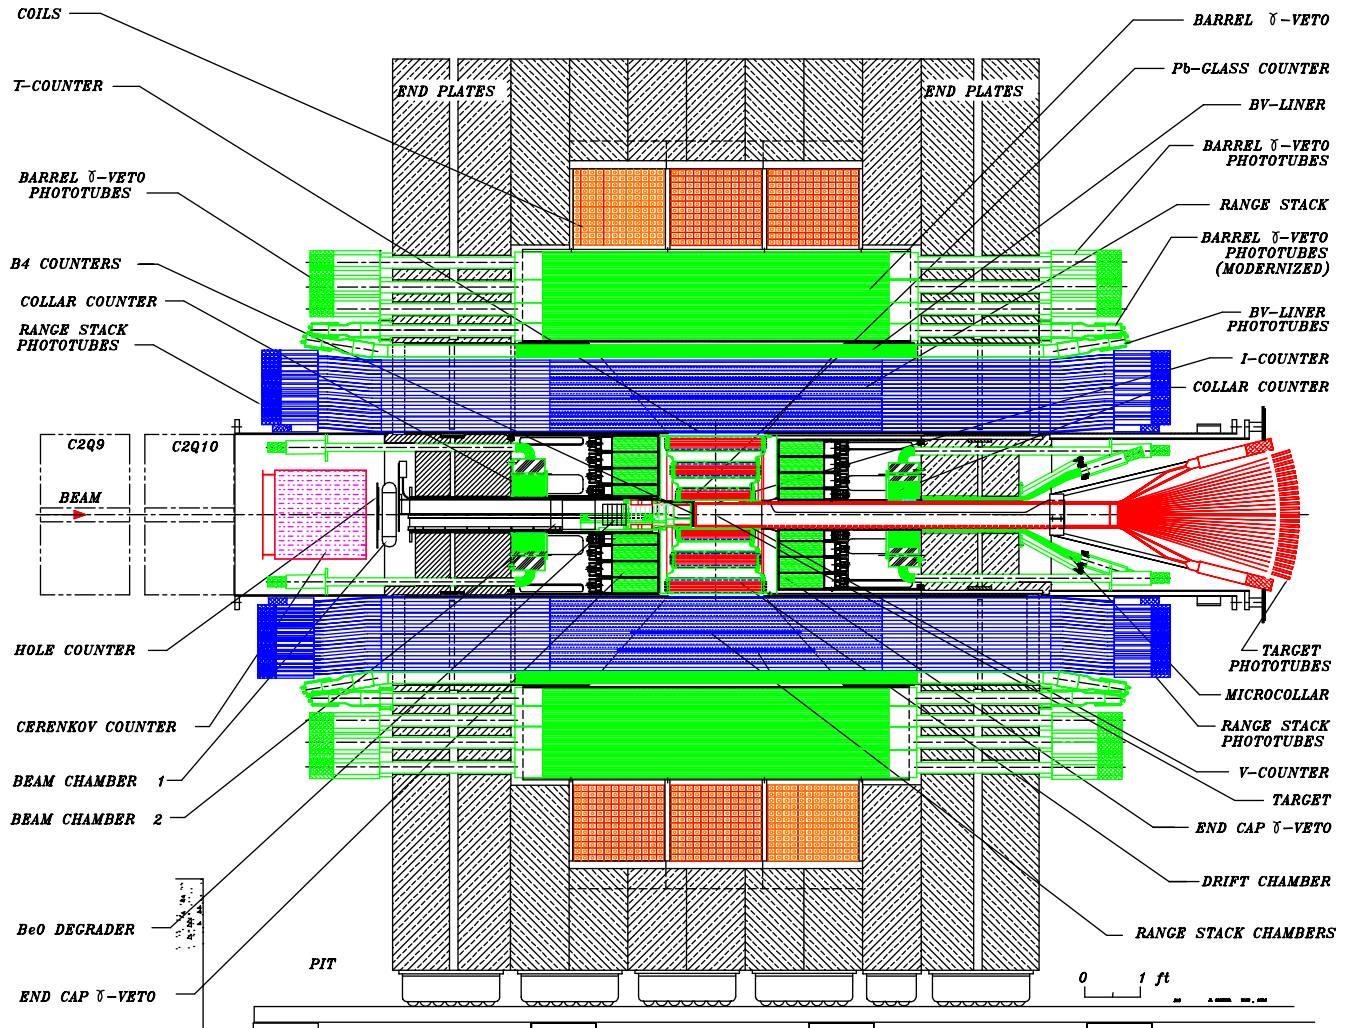 COILS
T-COUNTER
BARREL Ɣ-VETO
PHOTOTUBES
B4 COUNTERS
COLLAR COUNTER
RANGE STACK
PHOTOTUBES
C2Q9
C2Q10
BEAM
HOLE COUNTER
CERENKOV COUNTER
BEAM CHAMBER 1
BEAM CHAMBER 2
BeO DEGRADER
END CAP Ɣ-VETO
END PLATES
END PLATES
BARREL Ɣ-VETO
Pb-GLASS COUNTER
BV-LINER
BARREL Ɣ-VETO
PHOTOTUBES
RANGE STACK
BARREL Ɣ-VETO
PHOTOTUBES
(MODERNIZED)
BV-LINER
PHOTOTUBES
I-COUNTER
COLLAR COUNTER
TARGET
PHOTOTUBES
MICROCOLLAR
RANGE STACK
PHOTOTUBES
V-COUNTER
TARGET
END CAP Ɣ-VETO
DRIFT CHAMBER
RANGE STACK CHAMBERS
PIT
0 1 ft